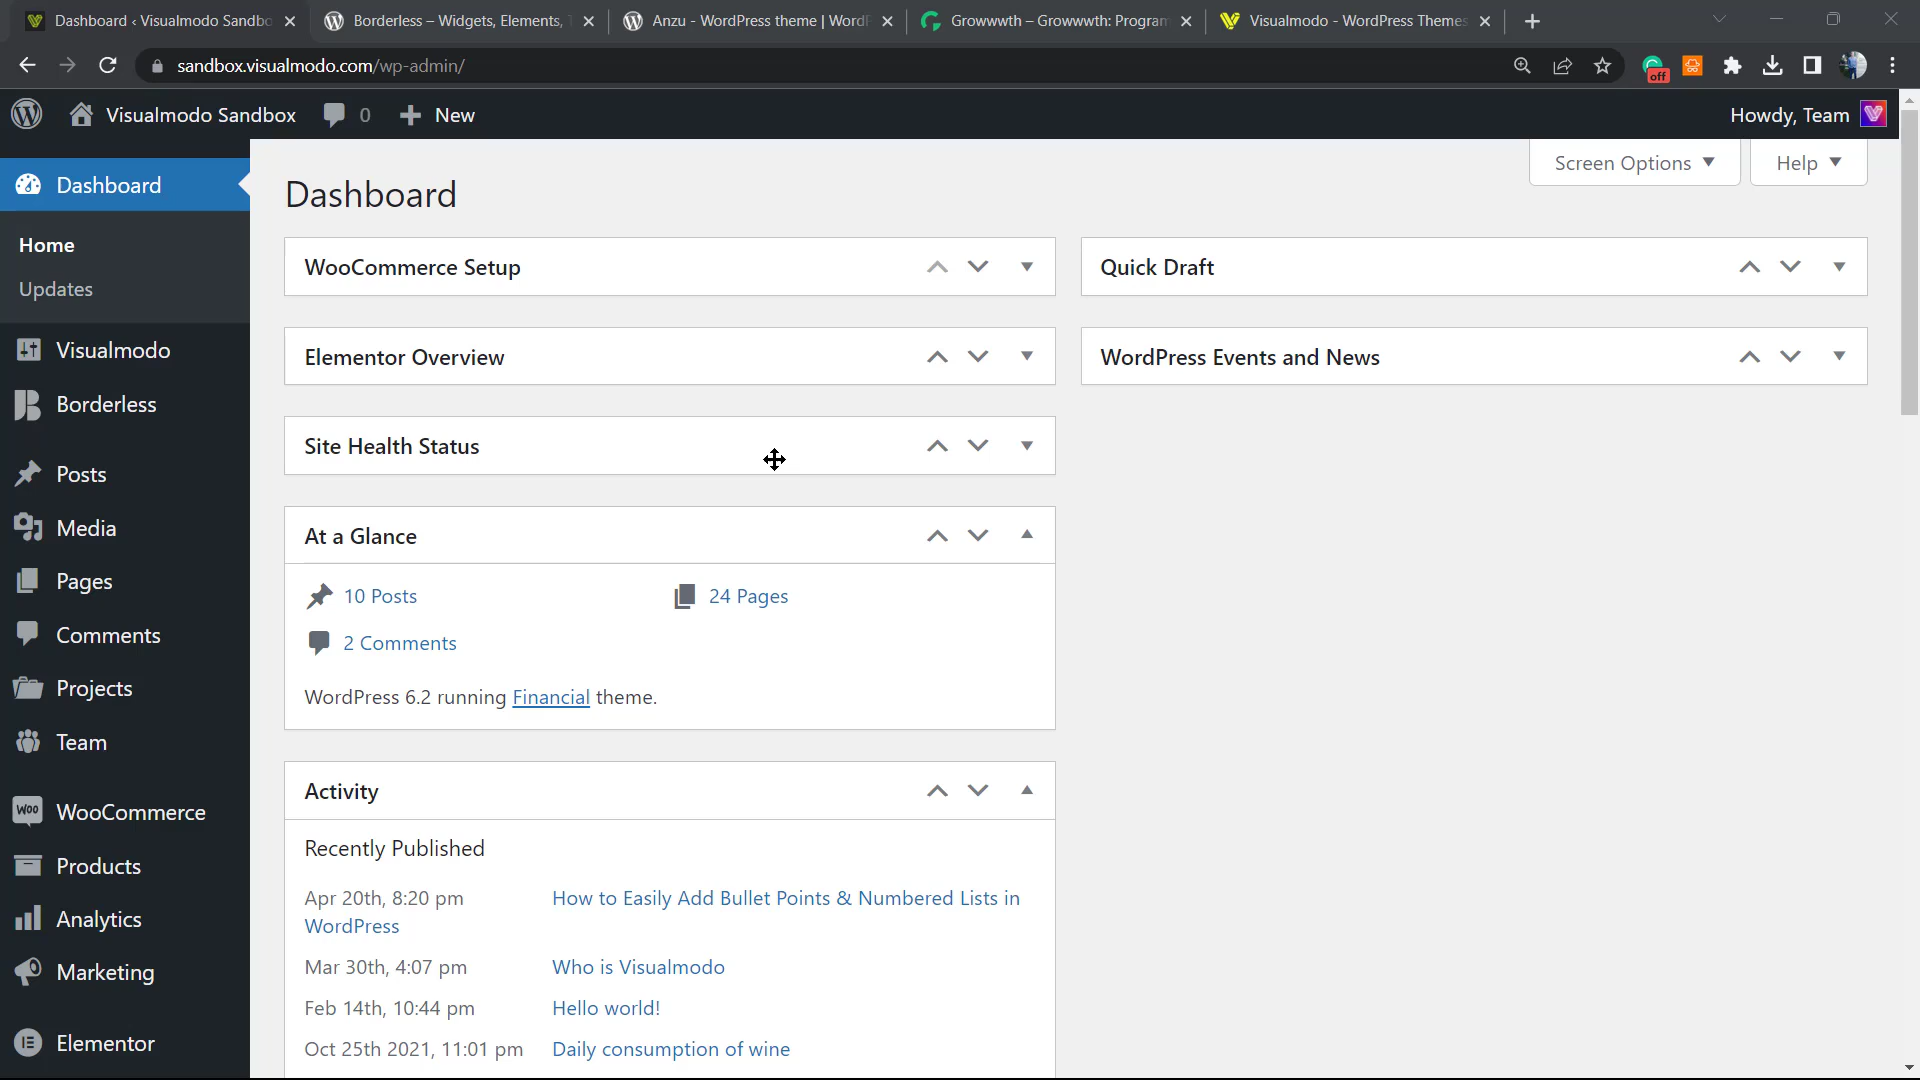 Dashboard ‹ Visualmodo Sandbo
Borderless – Widgets, Elements, T
Anzu - WordPress theme | WordP
Growwwth – Growwwth: Program
Visualmodo - WordPress Themes
sandbox.visualmodo.com/wp-admin/
off
Visualmodo Sandbox
0
New
Howdy, Team
Screen Options
Help
Dashboard
Home
Updates
Visualmodo
Borderless
Posts
Media
Pages
Comments
Projects
Team
Woo
WooCommerce
Products
Analytics
Marketing
Elementor
Dashboard
WooCommerce Setup
Elementor Overview
Site Health Status
At a Glance
10 Posts
24 Pages
2 Comments
WordPress 6.2 running Financial theme.
Activity
Recently Published
Apr 20th, 8:20 pm How to Easily Add Bullet Points & Numbered Lists in
WordPress
Mar 30th, 4:07 pm Who is Visualmodo
Feb 14th, 10:44 pm Hello world!
Oct 25th 2021, 11:01 pm Daily consumption of wine
Quick Draft
WordPress Events and News